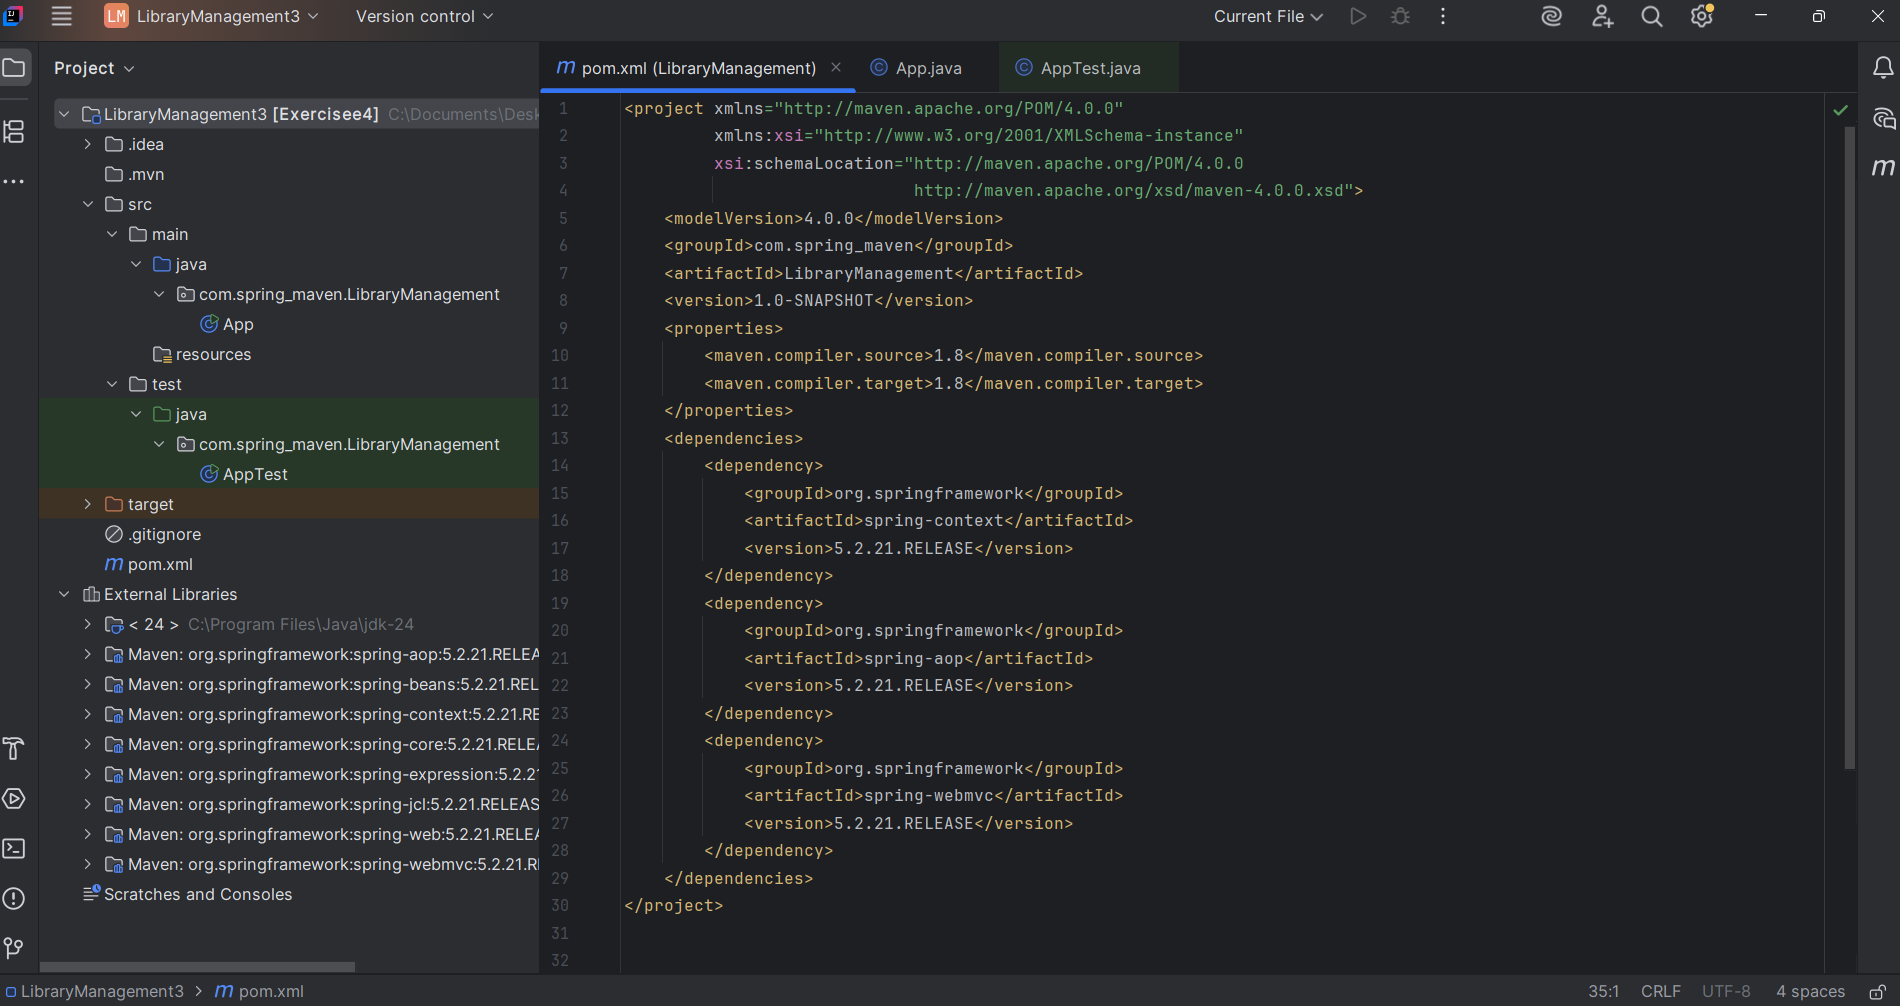 LM LibraryManagement3 Version control Current File
Project
pom.xml (LibraryManagement) App.java AppTest.java
LibraryManagement3 [Exercisee4] C:\Documents\Desk
.idea
.mvn
src
main
java
com.spring_maven.LibraryManagement
App
resources
test
java
com.spring_maven.LibraryManagement
AppTest
target
.gitignore
m pom.xml
External Libraries
< 24 > C:\Program Files\Java\jdk-24
Maven: org.springframework:spring-aop:5.2.21.RELEA
Maven: org.springframework:spring-beans:5.2.21.REL
Maven: org.springframework:spring-context:5.2.21.RE
Maven: org.springframework:spring-core:5.2.21.RELEA
Maven: org.springframework:spring-expression:5.2.21
Maven: org.springframework:spring-jcl:5.2.21.RELEAS
Maven: org.springframework:spring-web:5.2.21.RELEA
Maven: org.springframework:spring-webmvc:5.2.21.R
Scratches and Consoles
1 <project xmlns="http://maven.apache.org/POM/4.0.0"
2 xmlns:xsi="http://www.w3.org/2001/XMLSchema-instance"
3 xsi:schemaLocation="http://maven.apache.org/POM/4.0.0
4 http://maven.apache.org/xsd/maven-4.0.0.xsd">
5 <modelVersion>4.0.0</modelVersion>
6 <groupId>com.spring_maven</groupId>
7 <artifactId>LibraryManagement</artifactId>
8 <version>1.0-SNAPSHOT</version>
9 <properties>
10 <maven.compiler.source>1.8</maven.compiler.source>
11 <maven.compiler.target>1.8</maven.compiler.target>
12 </properties>
13 <dependencies>
14 <dependency>
15 <groupId>org.springframework</groupId>
16 <artifactId>spring-context</artifactId>
17 <version>5.2.21.RELEASE</version>
18 </dependency>
19 <dependency>
20 <groupId>org.springframework</groupId>
21 <artifactId>spring-aop</artifactId>
22 <version>5.2.21.RELEASE</version>
23 </dependency>
24 <dependency>
25 <groupId>org.springframework</groupId>
26 <artifactId>spring-webmvc</artifactId>
27 <version>5.2.21.RELEASE</version>
28 </dependency>
29 </dependencies>
30 </project>
31
32
LibraryManagement3 > m pom.xml 35:1 CRLF UTF-8 4 spaces